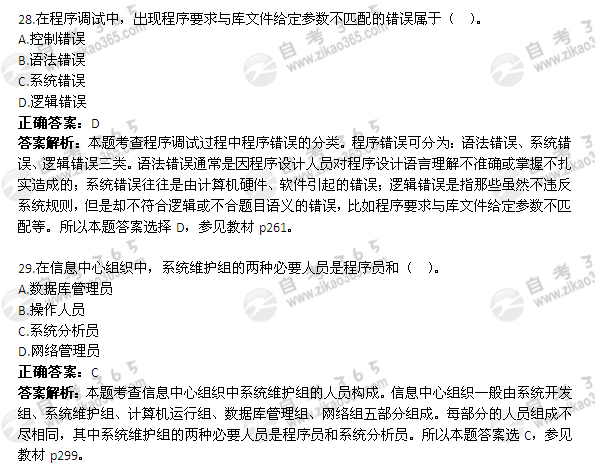 28.在程序调试中，出现程序要求与库文件给定参数不匹配的错误属于（　）。
A.控制错误
B.语法错误
C.系统错误
D.逻辑错误
正确答案：D
答案解析：本题考查程序调试过程中程序错误的分类。程序错误可分为：语法错误、系统错
误、逻辑错误三类。语法错误通常是因程序设计人员对程序设计语言理解不准确或掌握不扎
实造成的；系统错误往往是由计算机硬件、软件引起的错误；逻辑错误是指那些虽然不违反
系统规则，但是却不符合逻辑或不合题目语义的错误，比如程序要求与库文件给定参数不匹
配等。所以本题答案选择 D，参见教材 p261。
29.在信息中心组织中，系统维护组的两种必要人员是程序员和（　）。
A.数据库管理员
B.操作人员
C.系统分析员
D.网络管理员
正确答案：C
答案解析：本题考查信息中心组织中系统维护组的人员构成。信息中心组织一般由系统开发
组、系统维护组、计算机运行组、数据库管理组、网络组五部分组成。每部分的人员组成不
尽相同，其中系统维护组的两种必要人员是程序员和系统分析员。所以本题答案选 C，参见
教材 p299。
自考365
www.zikao365.com